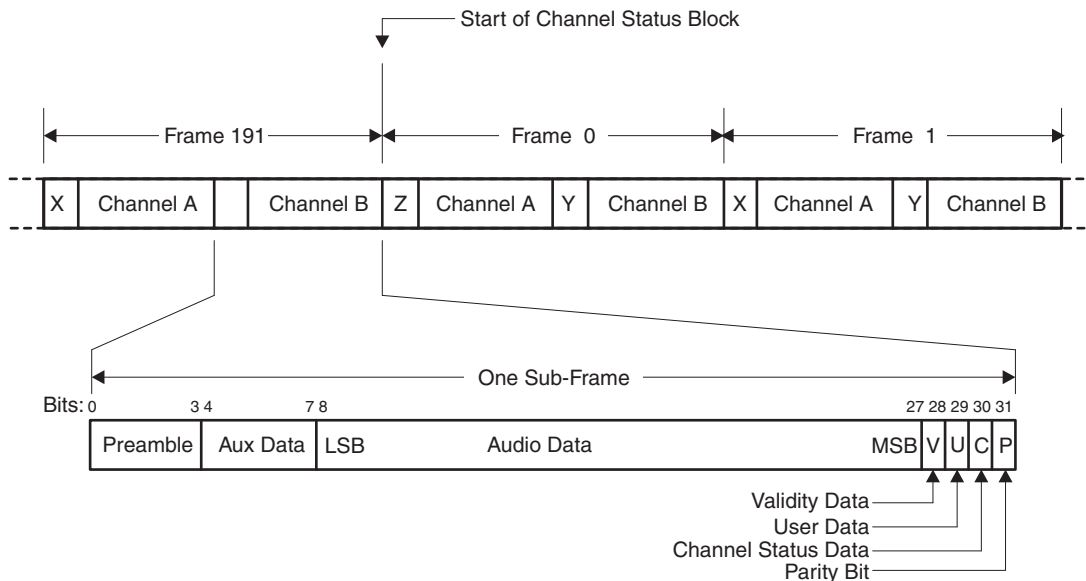 Start of Channel Status Block
Frame 191 Frame 0 Frame 1
X Channel A Channel B Z Channel A Y Channel B X Channel A Y Channel B
One Sub-Frame
Bits: 0 3 4 7 8 27 28 29 30 31
Preamble Aux Data LSB Audio Data MSB V U C P
Validity Data
User Data
Channel Status Data
Parity Bit